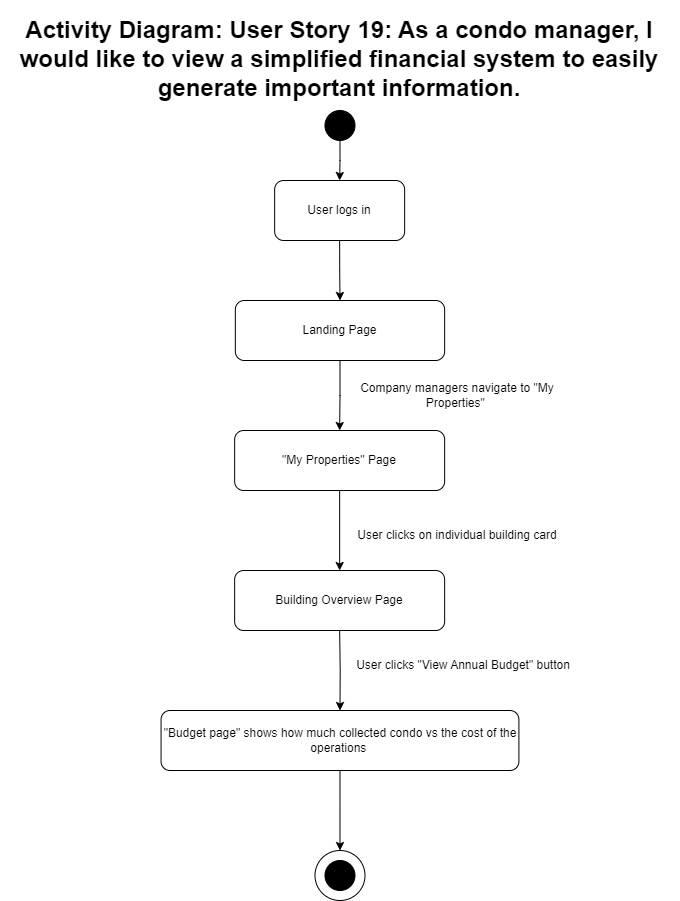 Activity Diagram: User Story 19: As a condo manager, I
would like to view a simplified financial system to easily
generate important information.
User logs in
Landing Page
Company managers navigate to "My
Properties"
"My Properties" Page
User clicks on individual building card
Building Overview Page
User clicks "View Annual Budget" button
"Budget page" shows how much collected condo vs the cost of the
operations